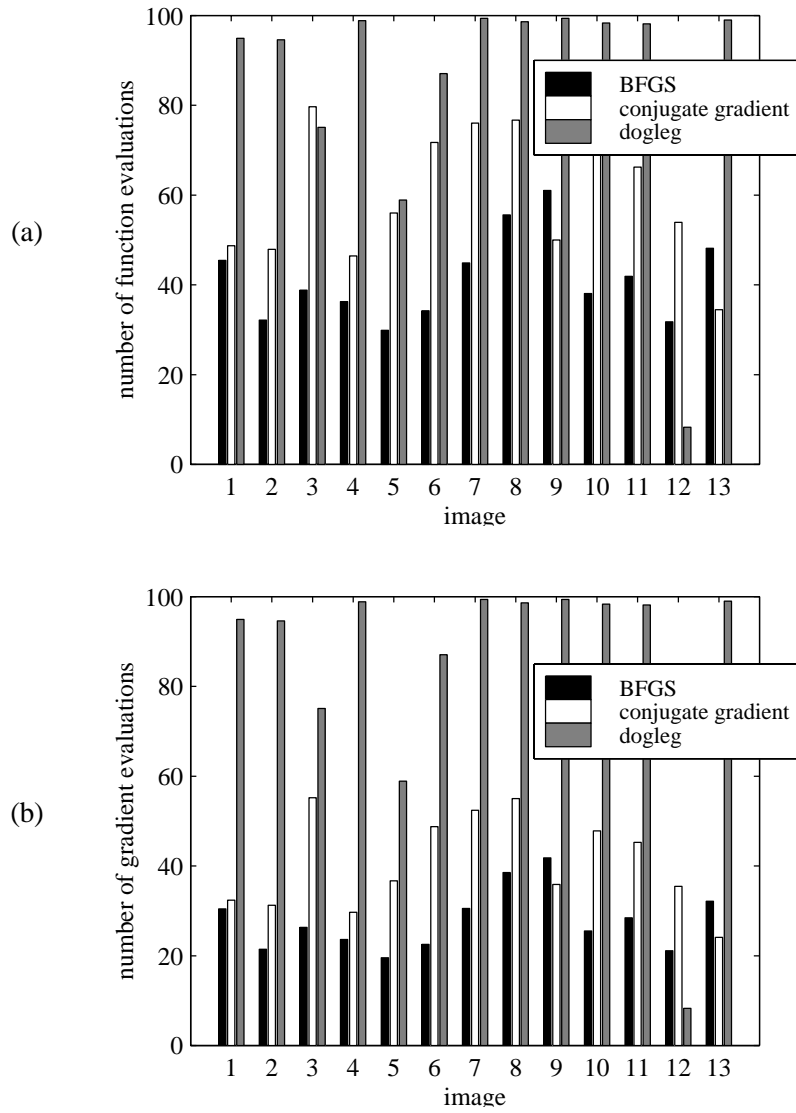 (a)
number of function evaluations
100
80
60
40
20
0
BFGS
conjugate gradient
dogleg
1 2 3 4 5 6 7 8 9 10 11 12 13
image
(b)
number of gradient evaluations
100
80
60
40
20
0
BFGS
conjugate gradient
dogleg
1 2 3 4 5 6 7 8 9 10 11 12 13
image